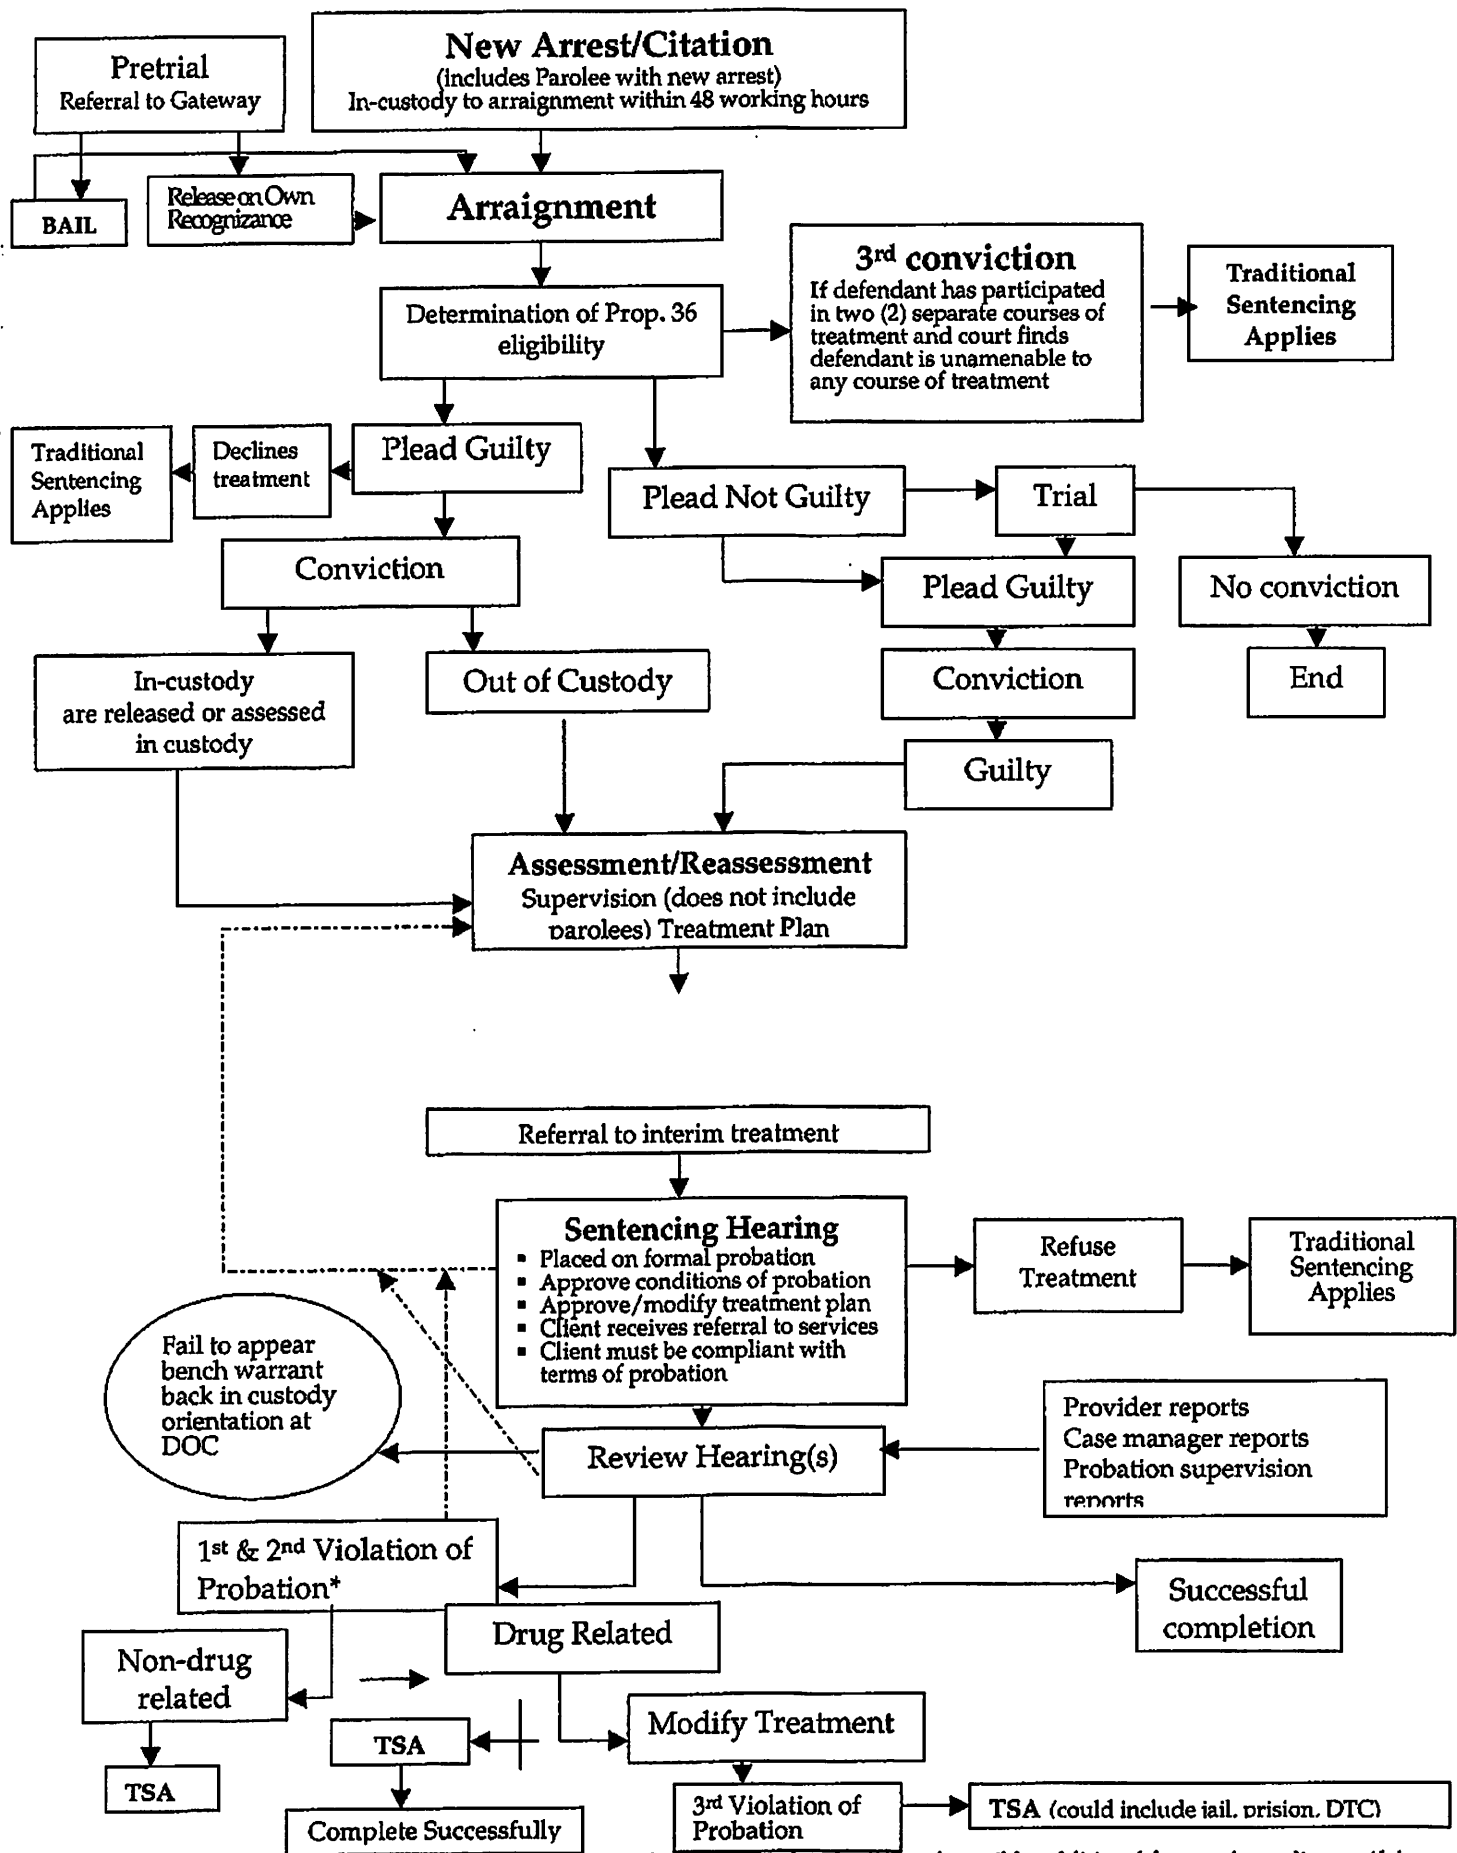 New Arrest/Citation
(includes Parolee with new arrest)
In-custody to arraignment within 48 working hours
Pretrial
Referral to Gateway
BAIL
Release on Own
Recognizance
Arraignment
Determination of Prop. 36
eligibility
3rd conviction
If defendant has participated
in two (2) separate courses of
treatment and court finds
defendant is unamenable to
any course of treatment
Traditional
Sentencing
Applies
Traditional
Sentencing
Applies
Declines
treatment
Plead Guilty
Plead Not Guilty
Trial
Conviction
Plead Guilty
No conviction
In-custody
are released or assessed
in custody
Out of Custody
Conviction
End
Guilty
Assessment/Reassessment
Supervision (does not include
parolees) Treatment Plan
Referral to interim treatment
Sentencing Hearing
▪ Placed on formal probation
▪ Approve conditions of probation
▪ Approve/modify treatment plan
▪ Client receives referral to services
▪ Client must be compliant with
terms of probation
Refuse
Treatment
Traditional
Sentencing
Applies
Fail to appear
bench warrant
back in custody
orientation at
DOC
Review Hearing(s)
Provider reports
Case manager reports
Probation supervision
reports
1st & 2nd Violation of
Probation*
Successful
completion
Drug Related
Non-drug
related
Modify Treatment
TSA
TSA
3rd Violation of
Probation
TSA (could include jail, prision, DTC)
Complete Successfully